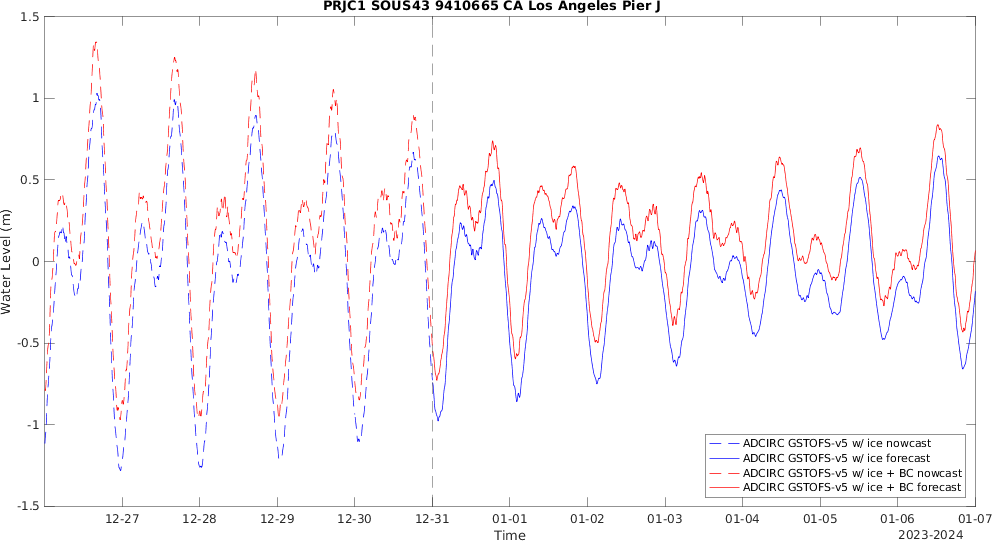 PRJC1 SOUS43 9410665 CA Los Angeles Pier J
1.5
1
0.5
0
-0.5
-1
-1.5
Water Level (m)
12-27 12-28 12-29 12-30 12-31 01-01 01-02 01-03 01-04 01-05 01-06 01-07
Time
2023-2024
ADCIRC GSTOFS-v5 w/ ice nowcast
ADCIRC GSTOFS-v5 w/ ice forecast
ADCIRC GSTOFS-v5 w/ ice + BC nowcast
ADCIRC GSTOFS-v5 w/ ice + BC forecast